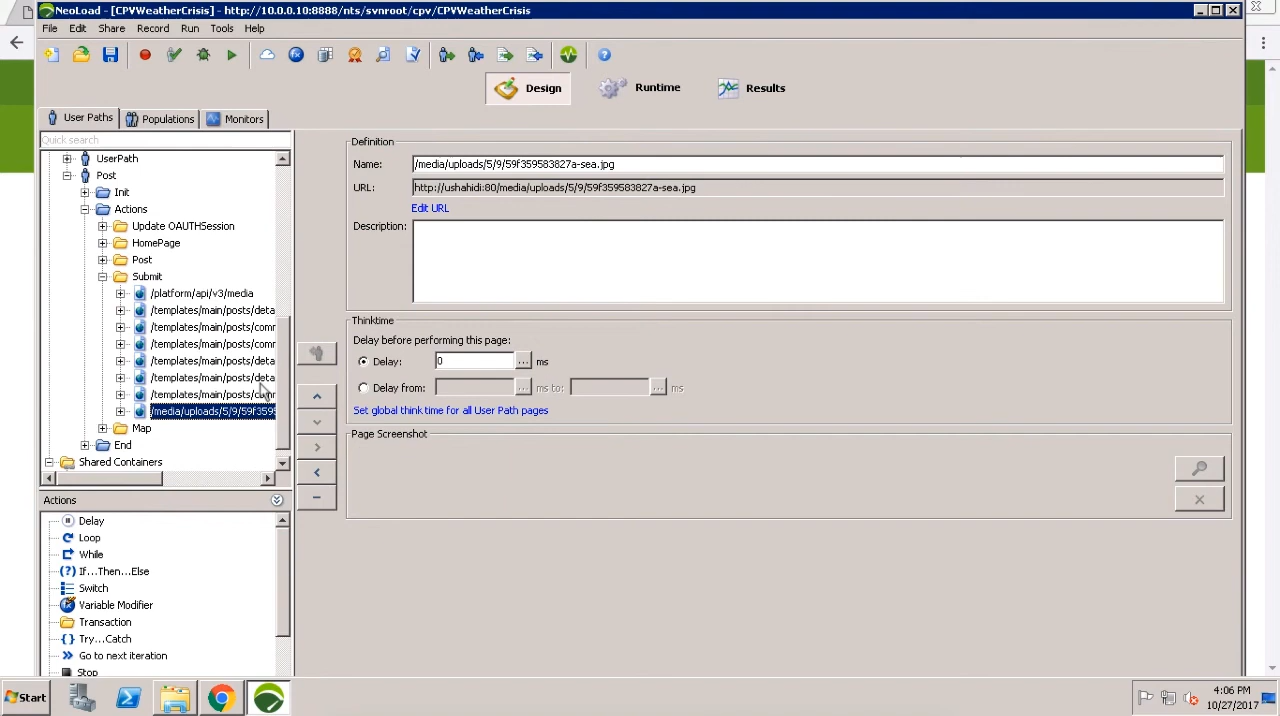 NeoLoad - [CPVWeatherCrisis] - http://10.0.0.10:8888/nts/svnroot/cpv/CPVWeatherCrisis
File Edit Share Record Run Tools Help
Design Runtime Results
User Paths Populations Monitors
Quick search
UserPath
Post
Init
Actions
Update OAUTHSession
HomePage
Post
Submit
/platform/api/v3/media
/templates/main/posts/deta
/templates/main/posts/comr
/templates/main/posts/comr
/templates/main/posts/deta
/templates/main/posts/deta
/templates/main/posts/comr
/media/uploads/5/9/59f3595
Map
End
Shared Containers
Actions
Delay
Loop
While
If...Then...Else
Switch
Variable Modifier
Transaction
Try...Catch
Go to next iteration
Stop
Definition
Name: /media/uploads/5/9/59f359583827a-sea.jpg
URL: http://ushahidi:80/media/uploads/5/9/59f359583827a-sea.jpg
Edit URL
Description:
Thinktime
Delay before performing this page:
Delay: 0 ... ms
Delay from: ... ms to: ... ms
Set global think time for all User Path pages
Page Screenshot
Start
4:06 PM
10/27/2017